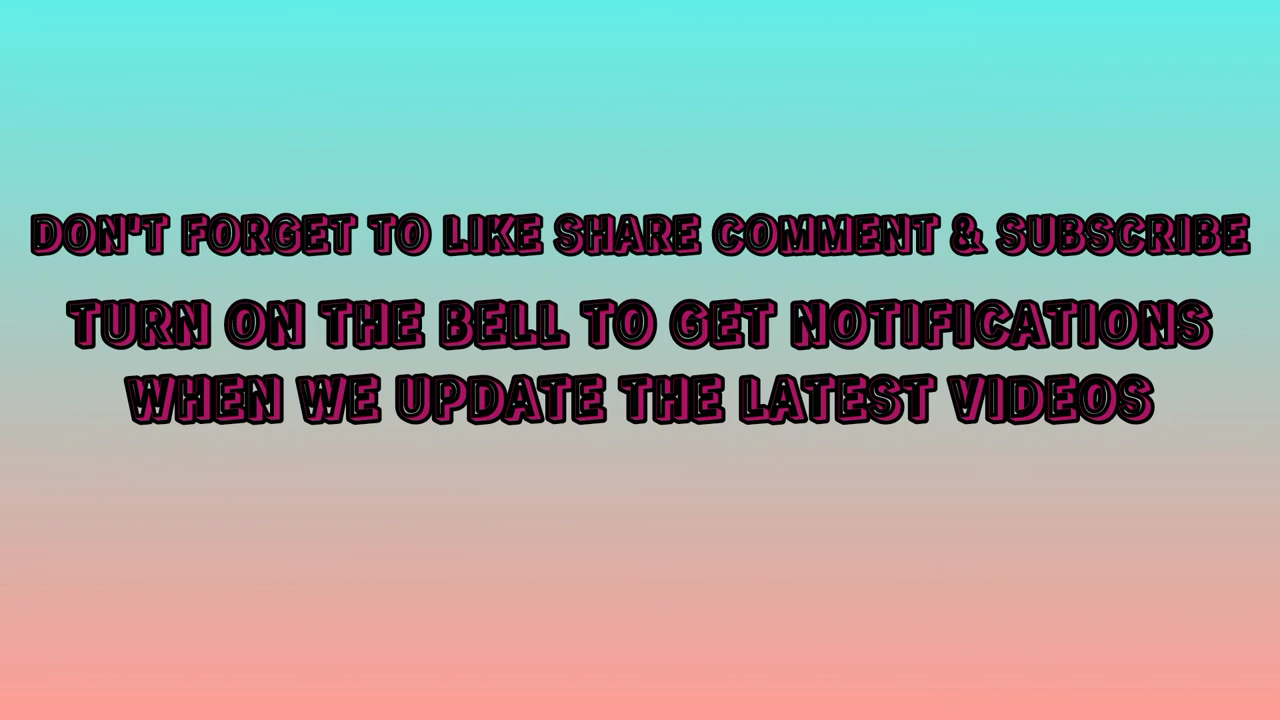 DON'T FORGET TO LIKE SHARE COMMENT & SUBSCRIBE
TURN ON THE BELL TO GET NOTIFICATIONS
WHEN WE UPDATE THE LATEST VIDEOS